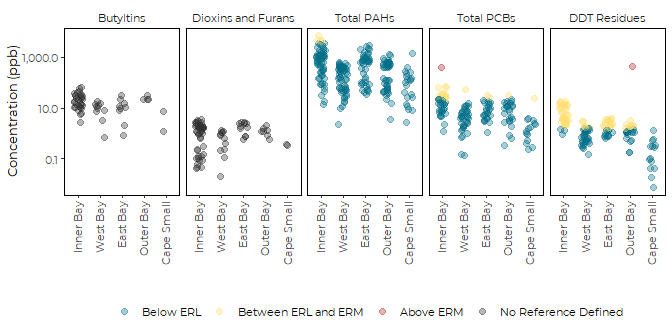 Butyltins
Dioxins and Furans
Total PAHs
Total PCBs
DDT Residues
Concentration (ppb)
1,000.0
10.0
0.1
Inner Bay
West Bay
East Bay
Outer Bay
Cape Small
Inner Bay
West Bay
East Bay
Outer Bay
Cape Small
Inner Bay
West Bay
East Bay
Outer Bay
Cape Small
Inner Bay
West Bay
East Bay
Outer Bay
Cape Small
Inner Bay
West Bay
East Bay
Outer Bay
Cape Small
Below ERL
Between ERL and ERM
Above ERM
No Reference Defined